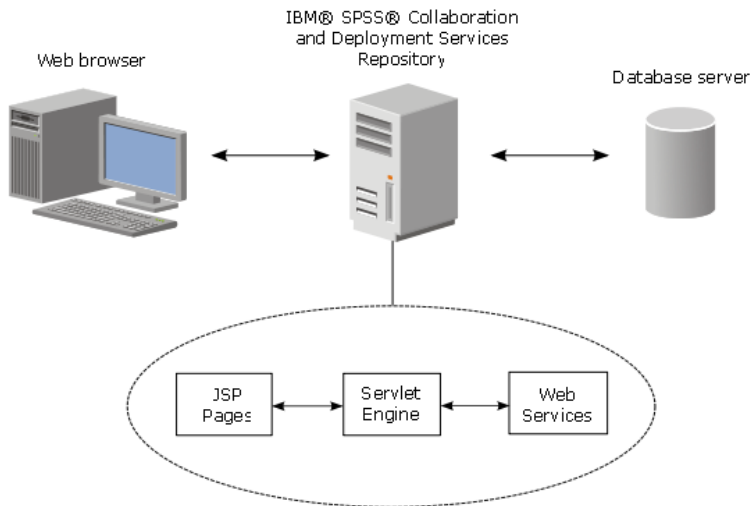 IBM® SPSS® Collaboration
and Deployment Services
Repository
Web browser
Database server
JSP
Pages
Servlet
Engine
Web
Services